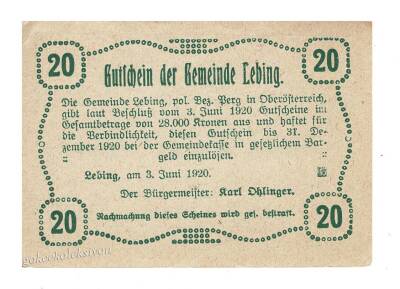 20 20
Gutschein der Gemeinde Lebing.
Die Gemeinde Lebing, pol. Bez. Perg in Oberösterreich,
gibt laut Beschluß vom 3. Juni 1920 Gutscheine im
Gesamtbetrage von 28.000 Kronen aus und haftet für
die Verbindlichkeit, diesen Gutschein bis 31. De-
zember 1920 bei der Gemeindekasse in gesetzlichem Bar-
geld einzulösen.
Lebing, am 3. Juni 1920.
Der Bürgermeister: Karl Ohlinger.
20 20
Nachmachung dieses Scheines wird ges. bestraft.
gokcekoleksiyon